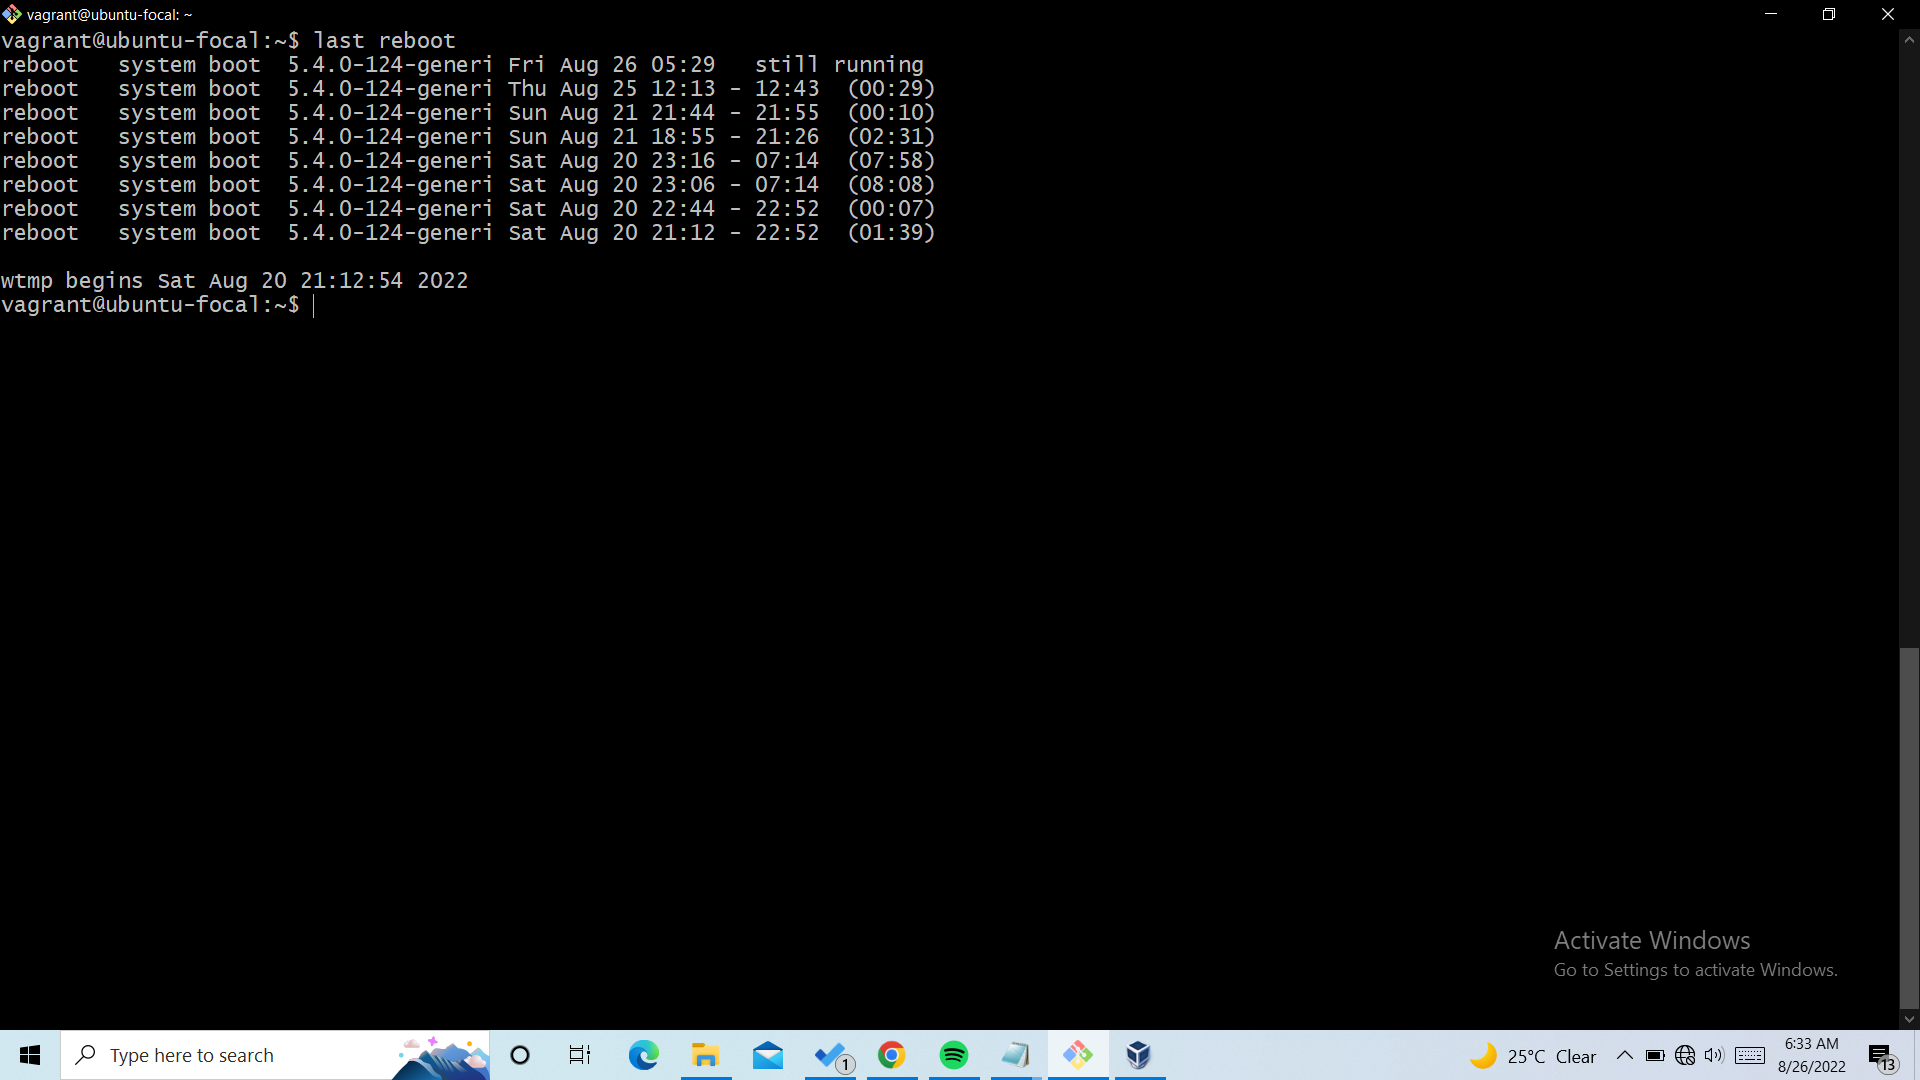 vagrant@ubuntu-focal: ~
vagrant@ubuntu-focal:~$ last reboot
reboot   system boot  5.4.0-124-generi Fri Aug 26 05:29   still running
reboot   system boot  5.4.0-124-generi Thu Aug 25 12:13 - 12:43  (00:29)
reboot   system boot  5.4.0-124-generi Sun Aug 21 21:44 - 21:55  (00:10)
reboot   system boot  5.4.0-124-generi Sun Aug 21 18:55 - 21:26  (02:31)
reboot   system boot  5.4.0-124-generi Sat Aug 20 23:16 - 07:14  (07:58)
reboot   system boot  5.4.0-124-generi Sat Aug 20 23:06 - 07:14  (08:08)
reboot   system boot  5.4.0-124-generi Sat Aug 20 22:44 - 22:52  (00:07)
reboot   system boot  5.4.0-124-generi Sat Aug 20 21:12 - 22:52  (01:39)
wtmp begins Sat Aug 20 21:12:54 2022
vagrant@ubuntu-focal:~$
Activate Windows
Go to Settings to activate Windows.
Type here to search
1
25°C Clear
6:33 AM
8/26/2022
13